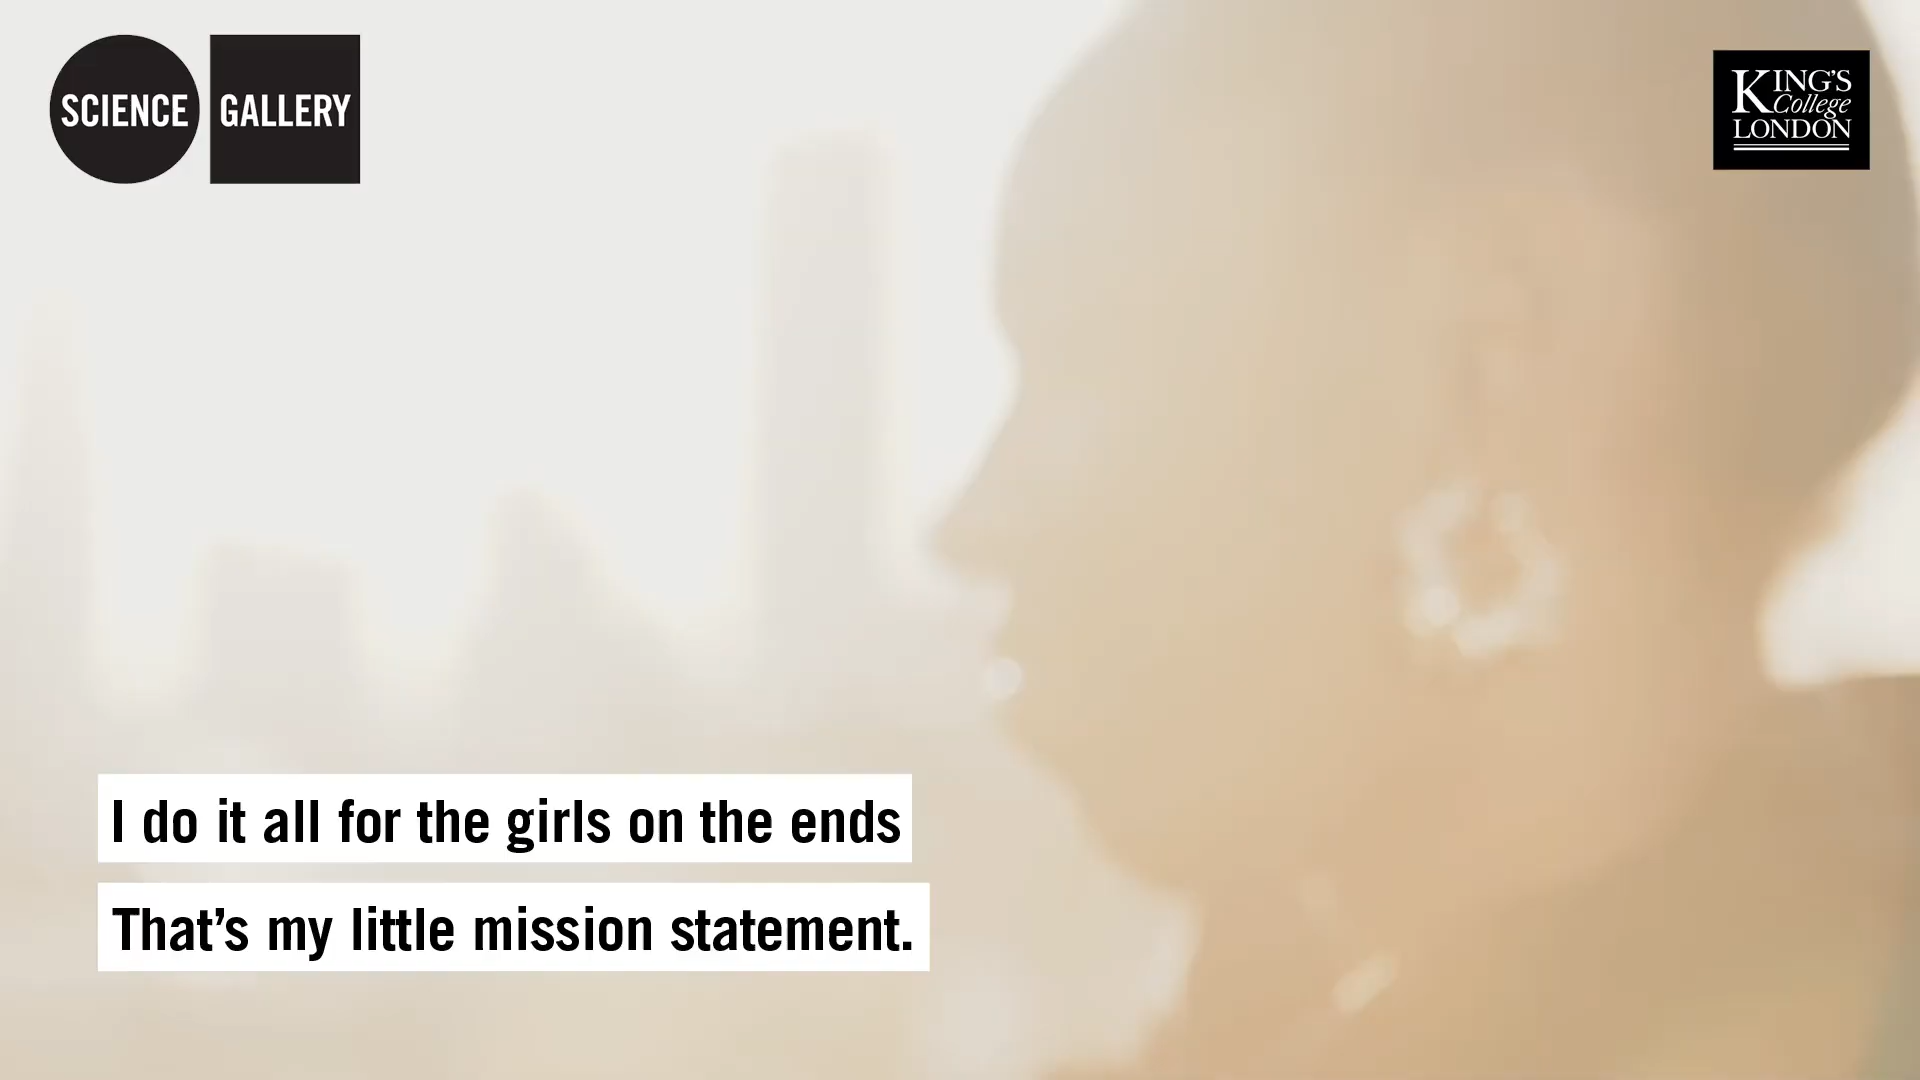 SCIENCE GALLERY
KING'S
College
LONDON
I do it all for the girls on the ends
That's my little mission statement.